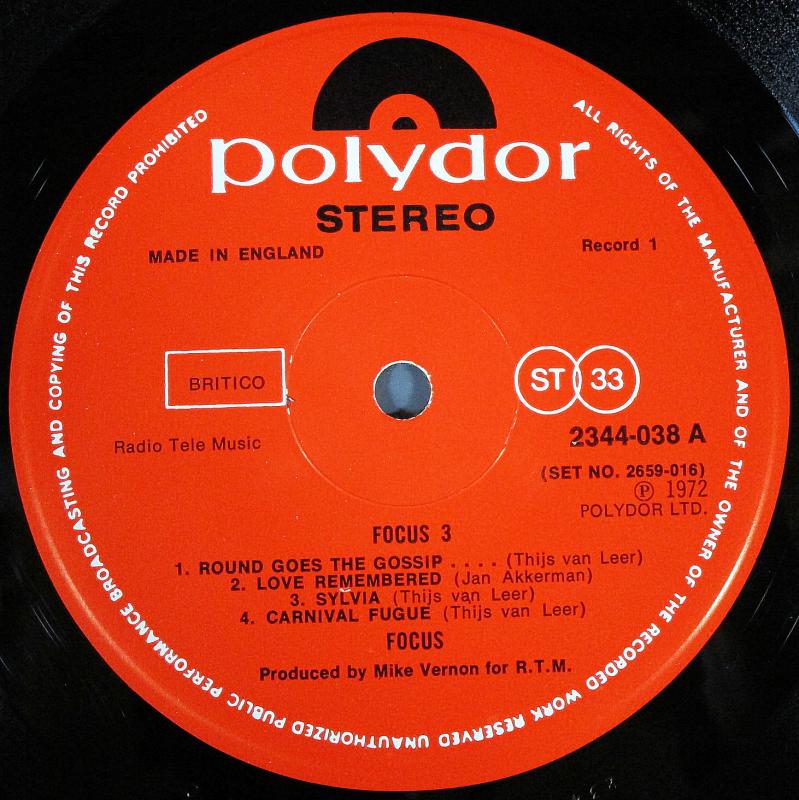 polydor
STEREO
MADE IN ENGLAND
Record 1
BRITICO
ST 33
Radio Tele Music
2344-038 A
(SET NO. 2659-016)
℗ 1972
POLYDOR LTD.
FOCUS 3
1. ROUND GOES THE GOSSIP . . . . (Thijs van Leer)
2. LOVE REMEMBERED (Jan Akkerman)
3. SYLVIA (Thijs van Leer)
4. CARNIVAL FUGUE (Thijs van Leer)
FOCUS
Produced by Mike Vernon for R.T.M.
ALL RIGHTS OF THE MANUFACTURER AND OF THE OWNER OF THE RECORDED WORK RESERVED UNAUTHORIZED PUBLIC PERFORMANCE BROADCASTING AND COPYING OF THIS RECORD PROHIBITED